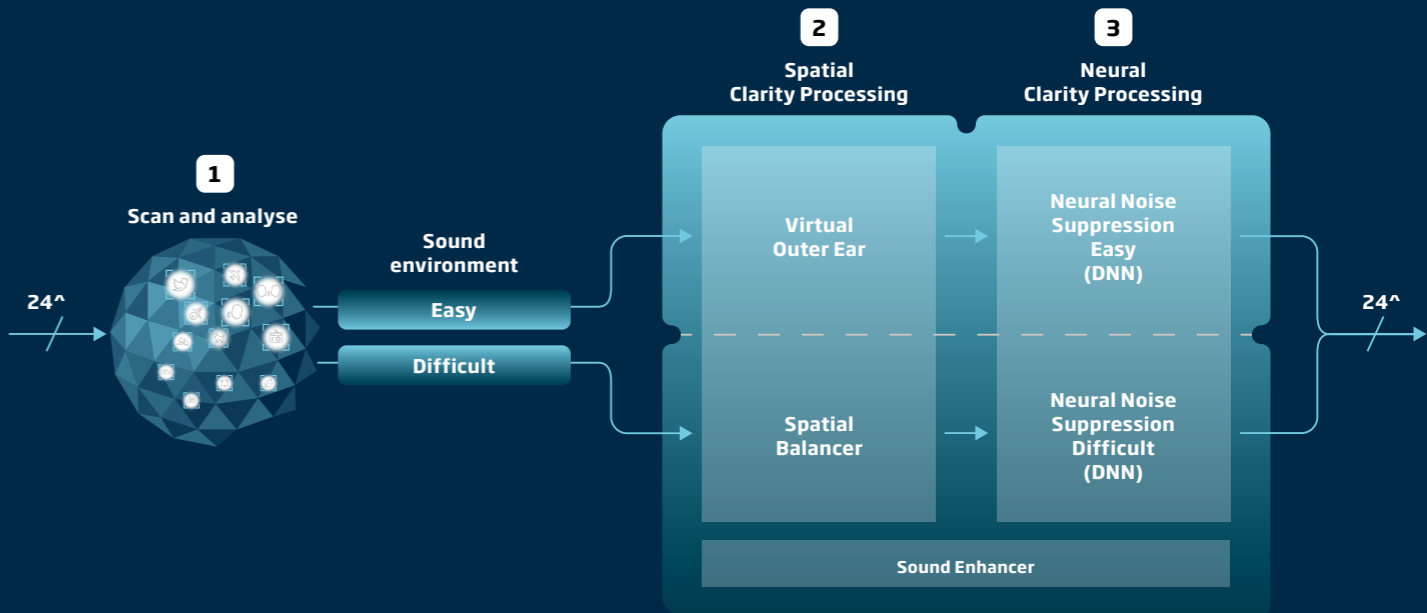 1
Scan and analyse
24^
Sound
environment
Easy
Difficult
2
Spatial
Clarity Processing
Virtual
Outer Ear
Spatial
Balancer
3
Neural
Clarity Processing
Neural Noise
Suppression
Easy
(DNN)
Neural Noise
Suppression
Difficult
(DNN)
Sound Enhancer
24^